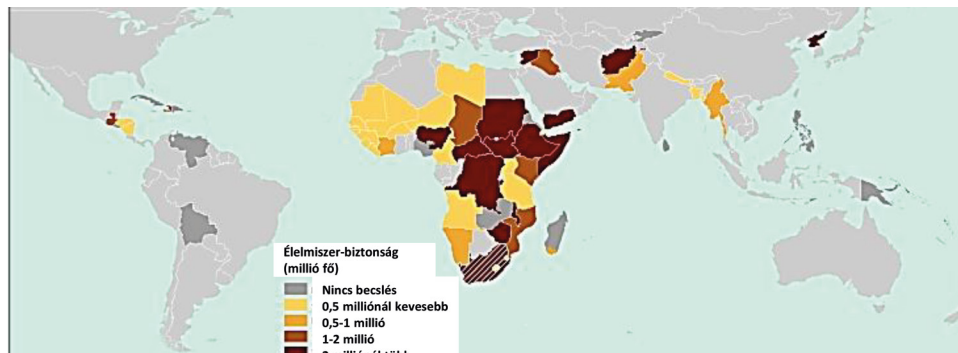 Élelmiszer-biztonság
(millió fő)
Nincs becslés
0,5 milliónál kevesebb
0,5-1 millió
1-2 millió